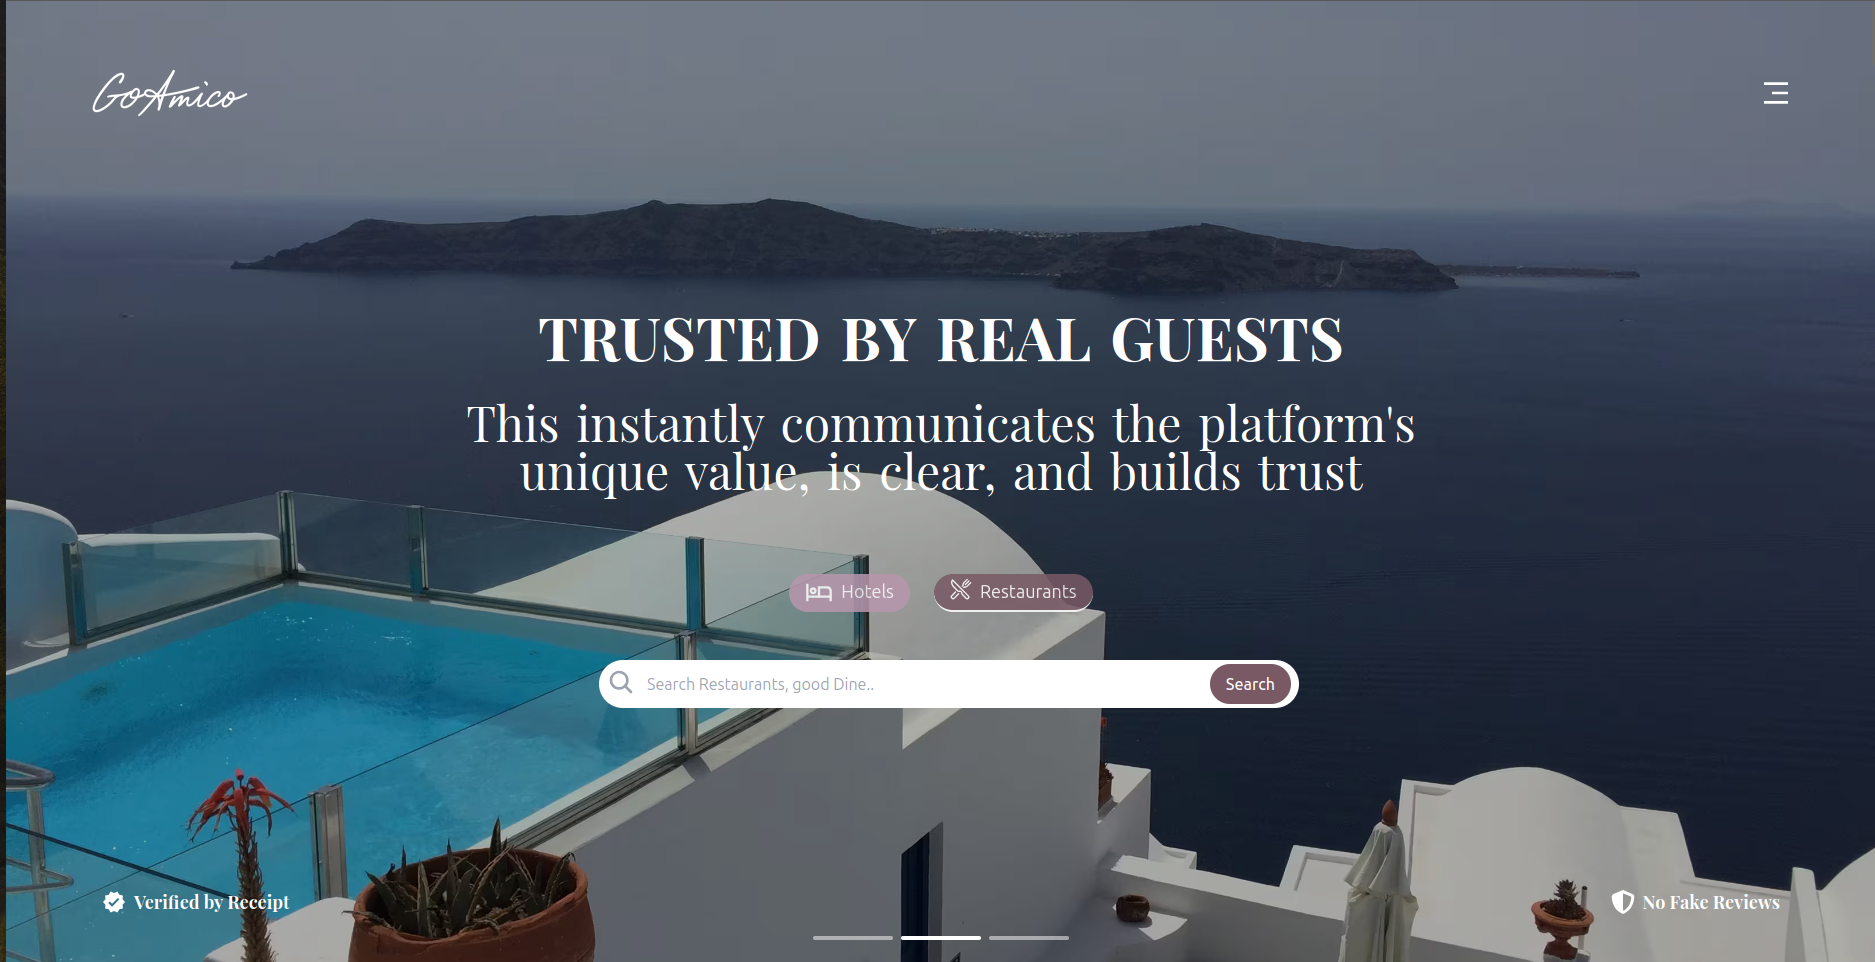 GoAmico
TRUSTED BY REAL GUESTS
This instantly communicates the platform's
unique value, is clear, and builds trust
Hotels
Restaurants
Search Restaurants, good Dine..
Search
Verified by Receipt
No Fake Reviews